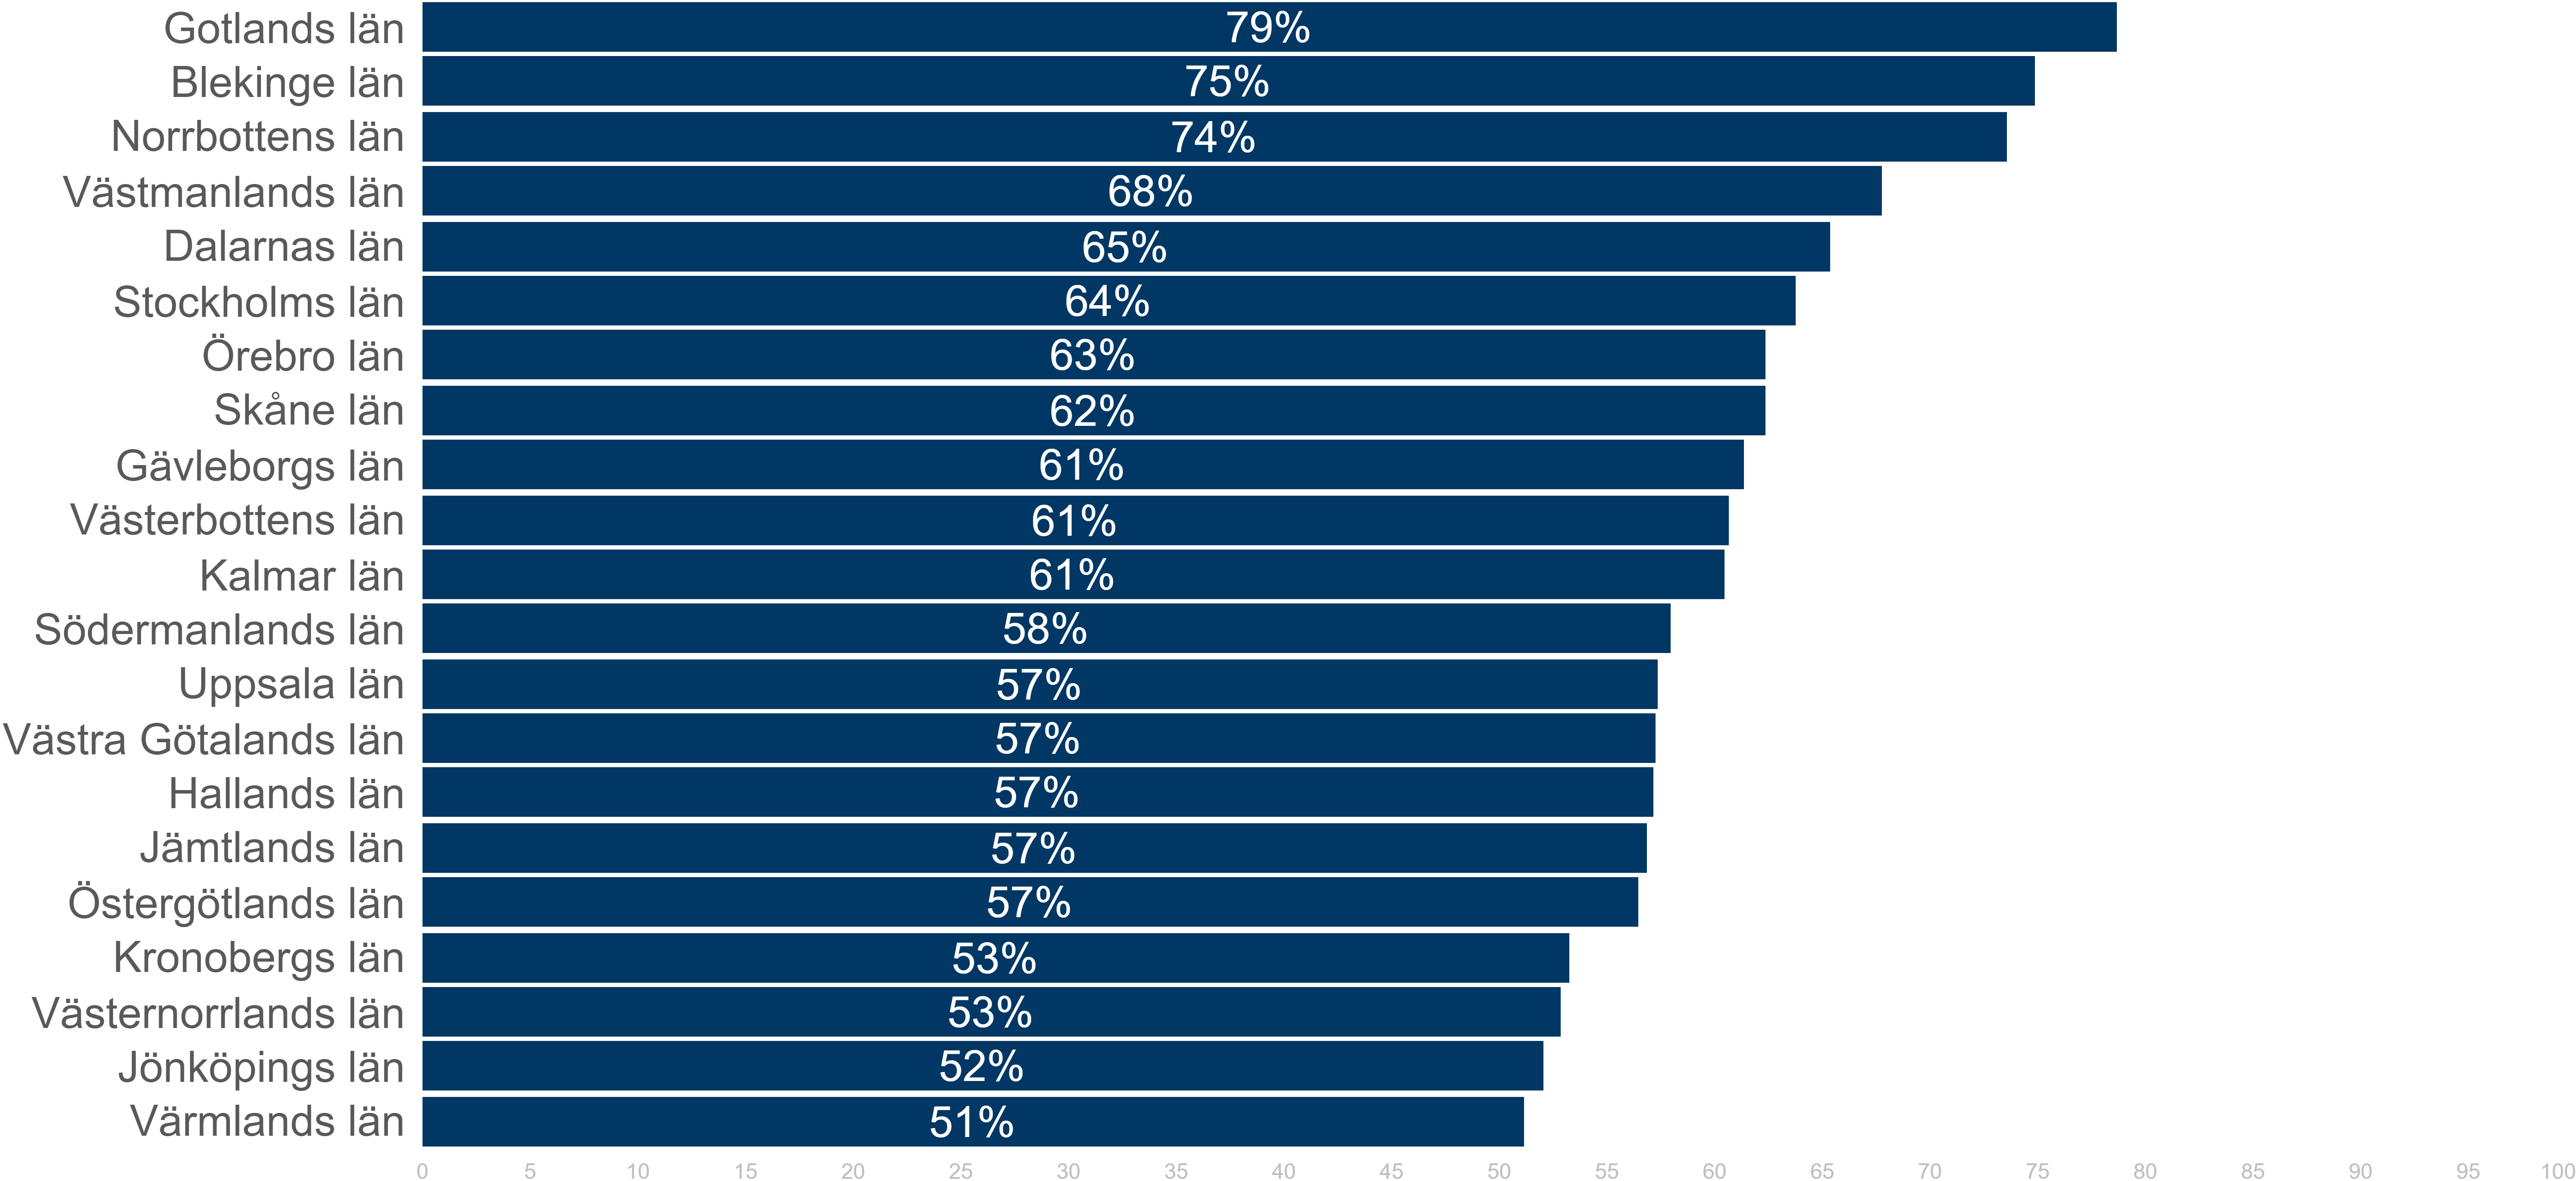 Gotlands län 79%
Blekinge län 75%
Norrbottens län 74%
Västmanlands län 68%
Dalarnas län 65%
Stockholms län 64%
Örebro län 63%
Skåne län 62%
Gävleborgs län 61%
Västerbottens län 61%
Kalmar län 61%
Södermanlands län 58%
Uppsala län 57%
Västra Götalands län 57%
Hallands län 57%
Jämtlands län 57%
Östergötlands län 57%
Kronobergs län 53%
Västernorrlands län 53%
Jönköpings län 52%
Värmlands län 51%
0 5 10 15 20 25 30 35 40 45 50 55 60 65 70 75 80 85 90 95 100